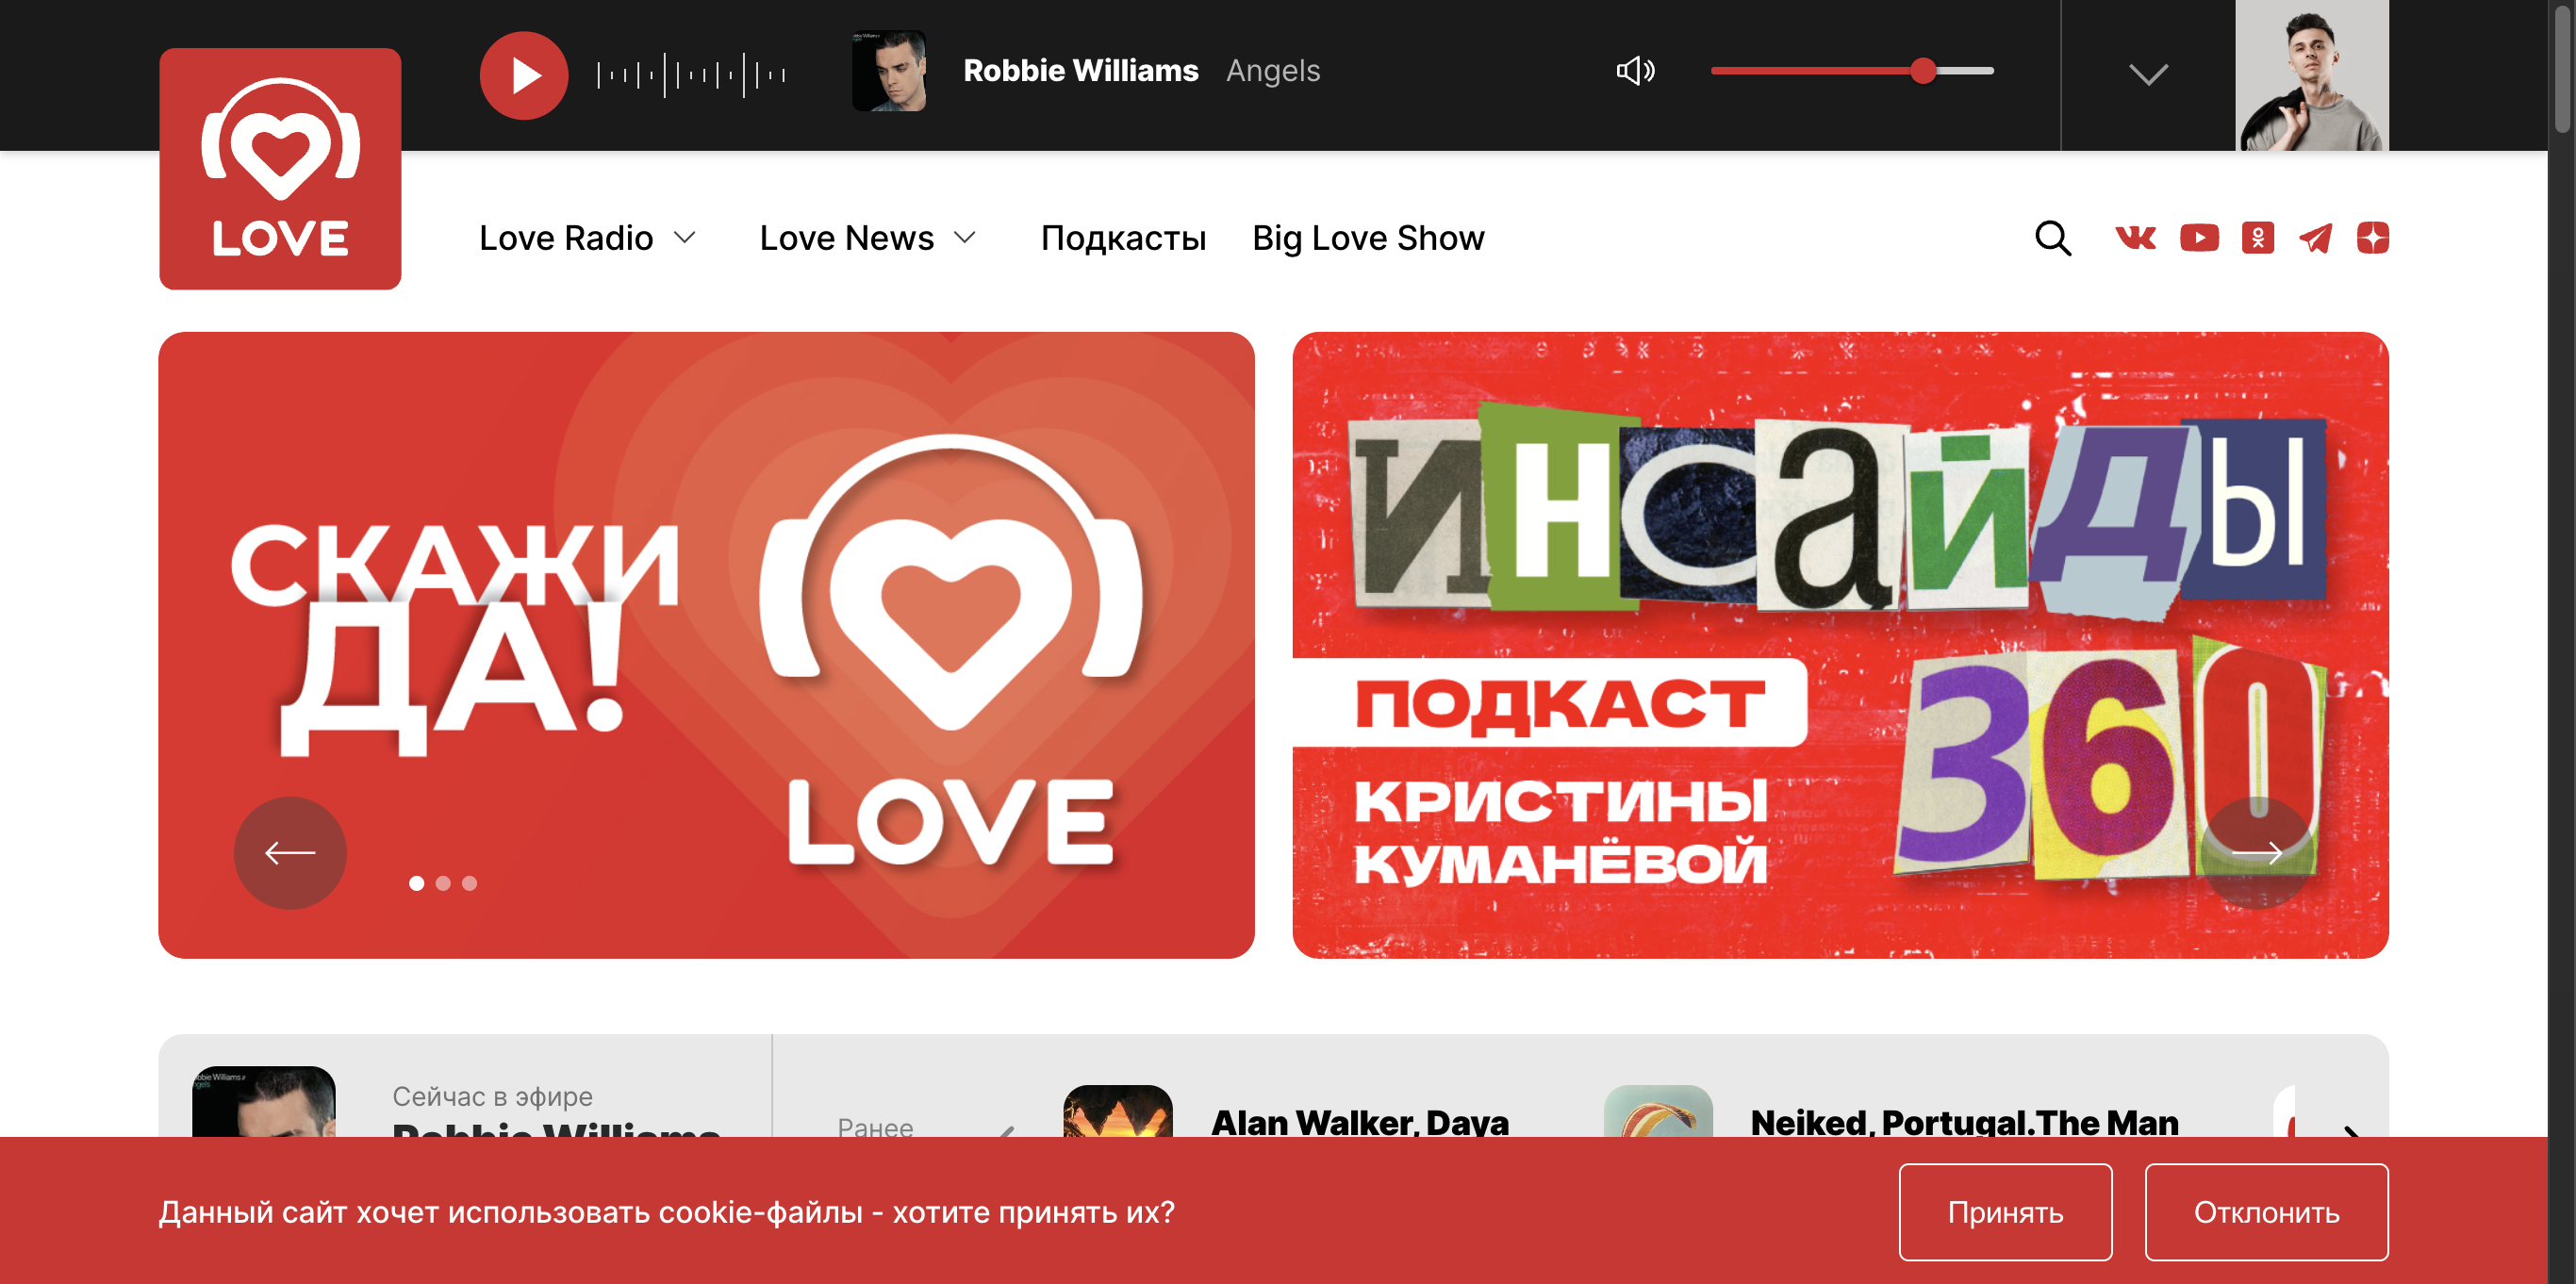 Robbie Williams Angels
LOVE
Love Radio Love News Подкасты Big Love Show
СКАЖИ
ДА!
LOVE
инсайды
360
ПОДКАСТ
КРИСТИНЫ
КУМАНЁВОЙ
Сейчас в эфире
Robbie Williams
Ранее
Alan Walker, Daya
Neiked, Portugal.The Man
Данный сайт хочет использовать cookie-файлы - хотите принять их?
Принять
Отклонить